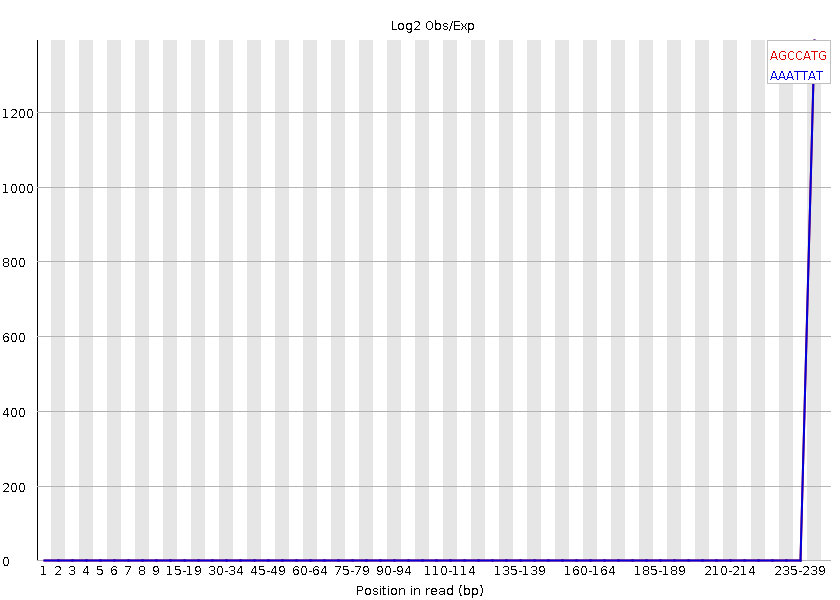 Log2 Obs/Exp
AGCCATG
AAATTAT
1200
1000
800
600
400
200
0
1 2 3 4 5 6 7 8 9 15-19 30-34 45-49 60-64 75-79 90-94 110-114 135-139 160-164 185-189 210-214 235-239
Position in read (bp)